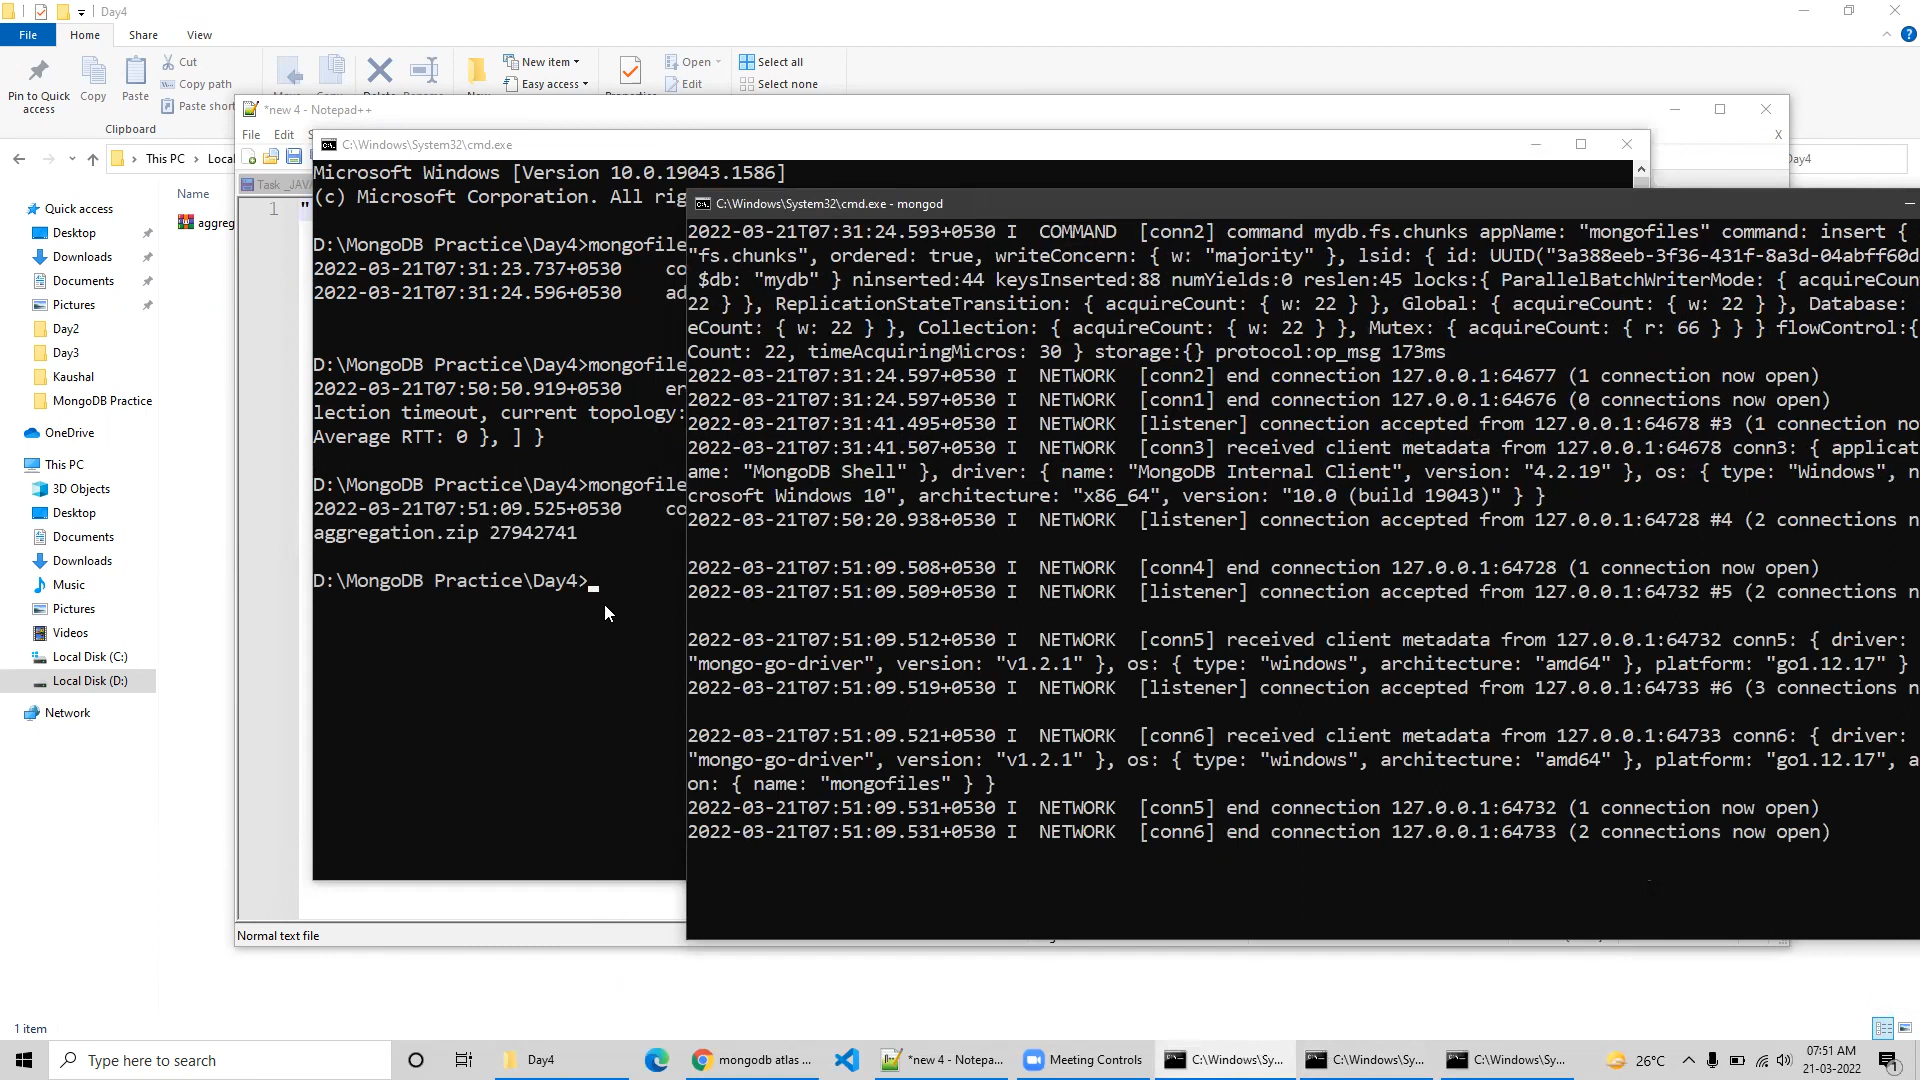 Day4
File
Home
Share
View
Pin to Quick
access
Copy
Paste
Cut
Copy path
Paste short
Clipboard
New item
Easy access
Open
Edit
Select all
Select none
This PC
Local
Day4
Name
aggreg
Quick access
Desktop
Downloads
Documents
Pictures
Day2
Day3
Kaushal
MongoDB Practice
OneDrive
This PC
3D Objects
Desktop
Documents
Downloads
Music
Pictures
Videos
Local Disk (C:)
Local Disk (D:)
Network
1 item
*new 4 - Notepad++
File
Edit
1
"
Normal text file
C:\Windows\System32\cmd.exe
Microsoft Windows [Version 10.0.19043.1586]
(c) Microsoft Corporation. All rig
D:\MongoDB Practice\Day4>mongofile
2022-03-21T07:31:23.737+0530 co
2022-03-21T07:31:24.596+0530 ad
D:\MongoDB Practice\Day4>mongofile
2022-03-21T07:50:50.919+0530 er
lection timeout, current topology:
Average RTT: 0 }, ] }
D:\MongoDB Practice\Day4>mongofile
2022-03-21T07:51:09.525+0530 co
aggregation.zip 27942741
D:\MongoDB Practice\Day4>
C:\Windows\System32\cmd.exe - mongod
2022-03-21T07:31:24.593+0530 I COMMAND [conn2] command mydb.fs.chunks appName: "mongofiles" command: insert {
"fs.chunks", ordered: true, writeConcern: { w: "majority" }, lsid: { id: UUID("3a388eeb-3f36-431f-8a3d-04abff60d
$db: "mydb" } ninserted:44 keysInserted:88 numYields:0 reslen:45 locks:{ ParallelBatchWriterMode: { acquireCoun
22 } }, ReplicationStateTransition: { acquireCount: { w: 22 } }, Global: { acquireCount: { w: 22 } }, Database:
eCount: { w: 22 } }, Collection: { acquireCount: { w: 22 } }, Mutex: { acquireCount: { r: 66 } } } flowControl:{
Count: 22, timeAcquiringMicros: 30 } storage:{} protocol:op_msg 173ms
2022-03-21T07:31:24.597+0530 I NETWORK [conn2] end connection 127.0.0.1:64677 (1 connection now open)
2022-03-21T07:31:24.597+0530 I NETWORK [conn1] end connection 127.0.0.1:64676 (0 connections now open)
2022-03-21T07:31:41.495+0530 I NETWORK [listener] connection accepted from 127.0.0.1:64678 #3 (1 connection no
2022-03-21T07:31:41.507+0530 I NETWORK [conn3] received client metadata from 127.0.0.1:64678 conn3: { applicat
ame: "MongoDB Shell" }, driver: { name: "MongoDB Internal Client", version: "4.2.19" }, os: { type: "Windows", n
crosoft Windows 10", architecture: "x86_64", version: "10.0 (build 19043)" } }
2022-03-21T07:50:20.938+0530 I NETWORK [listener] connection accepted from 127.0.0.1:64728 #4 (2 connections n
2022-03-21T07:51:09.508+0530 I NETWORK [conn4] end connection 127.0.0.1:64728 (1 connection now open)
2022-03-21T07:51:09.509+0530 I NETWORK [listener] connection accepted from 127.0.0.1:64732 #5 (2 connections n
2022-03-21T07:51:09.512+0530 I NETWORK [conn5] received client metadata from 127.0.0.1:64732 conn5: { driver:
"mongo-go-driver", version: "v1.2.1" }, os: { type: "windows", architecture: "amd64" }, platform: "go1.12.17" }
2022-03-21T07:51:09.519+0530 I NETWORK [listener] connection accepted from 127.0.0.1:64733 #6 (3 connections n
2022-03-21T07:51:09.521+0530 I NETWORK [conn6] received client metadata from 127.0.0.1:64733 conn6: { driver:
"mongo-go-driver", version: "v1.2.1" }, os: { type: "windows", architecture: "amd64" }, platform: "go1.12.17", a
on: { name: "mongofiles" } }
2022-03-21T07:51:09.531+0530 I NETWORK [conn5] end connection 127.0.0.1:64732 (1 connection now open)
2022-03-21T07:51:09.531+0530 I NETWORK [conn6] end connection 127.0.0.1:64733 (2 connections now open)
Type here to search
Day4
mongodb atlas ...
*new 4 - Notepa...
Meeting Controls
C:\Windows\Sy...
C:\Windows\Sy...
C:\Windows\Sy...
26°C
07:51 AM
21-03-2022